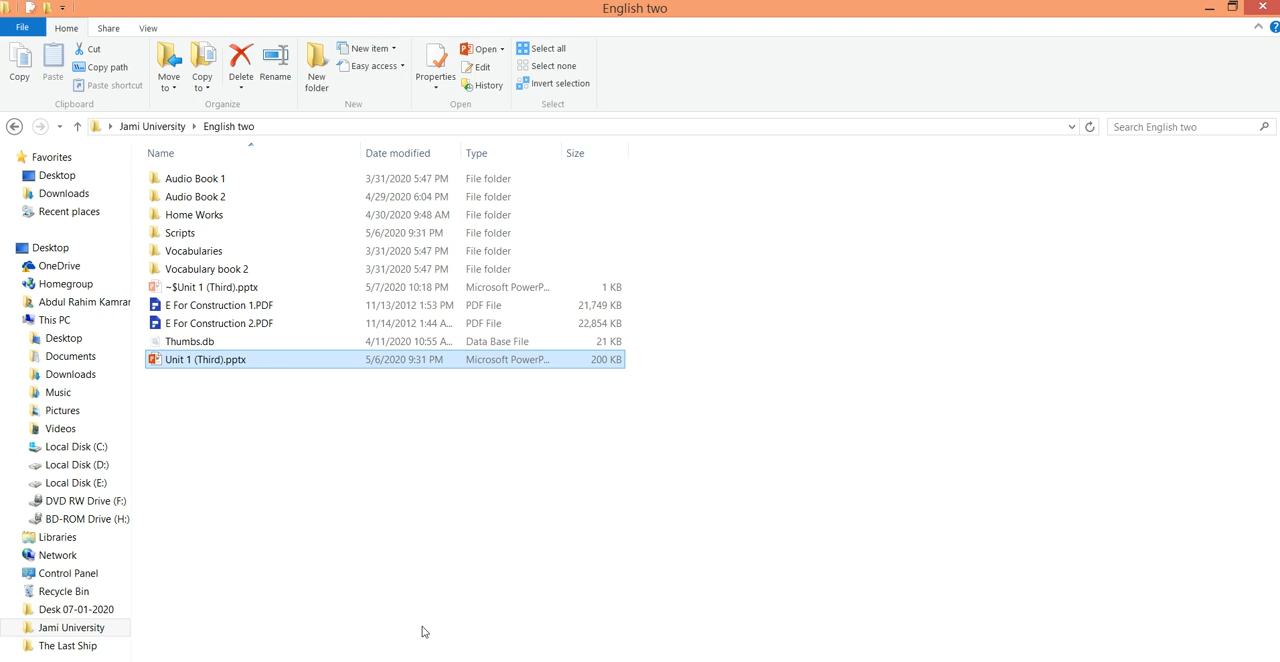 English two
File Home Share View
Copy Paste Cut Copy path Paste shortcut Clipboard
Move to Copy to Delete Rename Organize
New folder New item Easy access New
Properties Open Edit History Open
Select all Select none Invert selection Select
Jami University English two Search English two
Name Date modified Type Size
Audio Book 1 3/31/2020 5:47 PM File folder
Audio Book 2 4/29/2020 6:04 PM File folder
Home Works 4/30/2020 9:48 AM File folder
Scripts 5/6/2020 9:31 PM File folder
Vocabularies 3/31/2020 5:47 PM File folder
Vocabulary book 2 3/31/2020 5:47 PM File folder
~$Unit 1 (Third).pptx 5/7/2020 10:18 PM Microsoft PowerP... 1 KB
E For Construction 1.PDF 11/13/2012 1:53 PM PDF File 21,749 KB
E For Construction 2.PDF 11/14/2012 1:44 A... PDF File 22,854 KB
Thumbs.db 4/11/2020 10:55 A... Data Base File 21 KB
Unit 1 (Third).pptx 5/6/2020 9:31 PM Microsoft PowerP... 200 KB
Favorites
Desktop
Downloads
Recent places
Desktop
OneDrive
Homegroup
Abdul Rahim Kamran
This PC
Desktop
Documents
Downloads
Music
Pictures
Videos
Local Disk (C:)
Local Disk (D:)
Local Disk (E:)
DVD RW Drive (F:)
BD-ROM Drive (H:)
Libraries
Network
Control Panel
Recycle Bin
Desk 07-01-2020
Jami University
The Last Ship